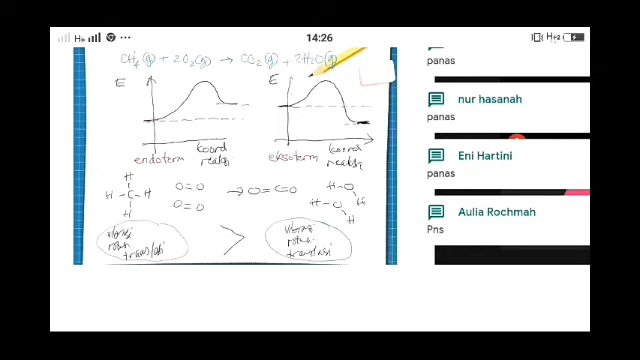 14:26
H+
H+2
CH4(g) + 2O2(g) → CO2(g) + 2H2O(g)
E
E
endoterm
koord reaksi
eksoterm
koord reaksi
H
H-C-H
H
O=O
O=O
→ O=C=O
H-O
H
H-O
H
vibrasi
rotasi
translasi
>
vibrasi
rotasi
translasi
panas
nur hasanah
panas
Eni Hartini
panas
Aulia Rochmah
Pns